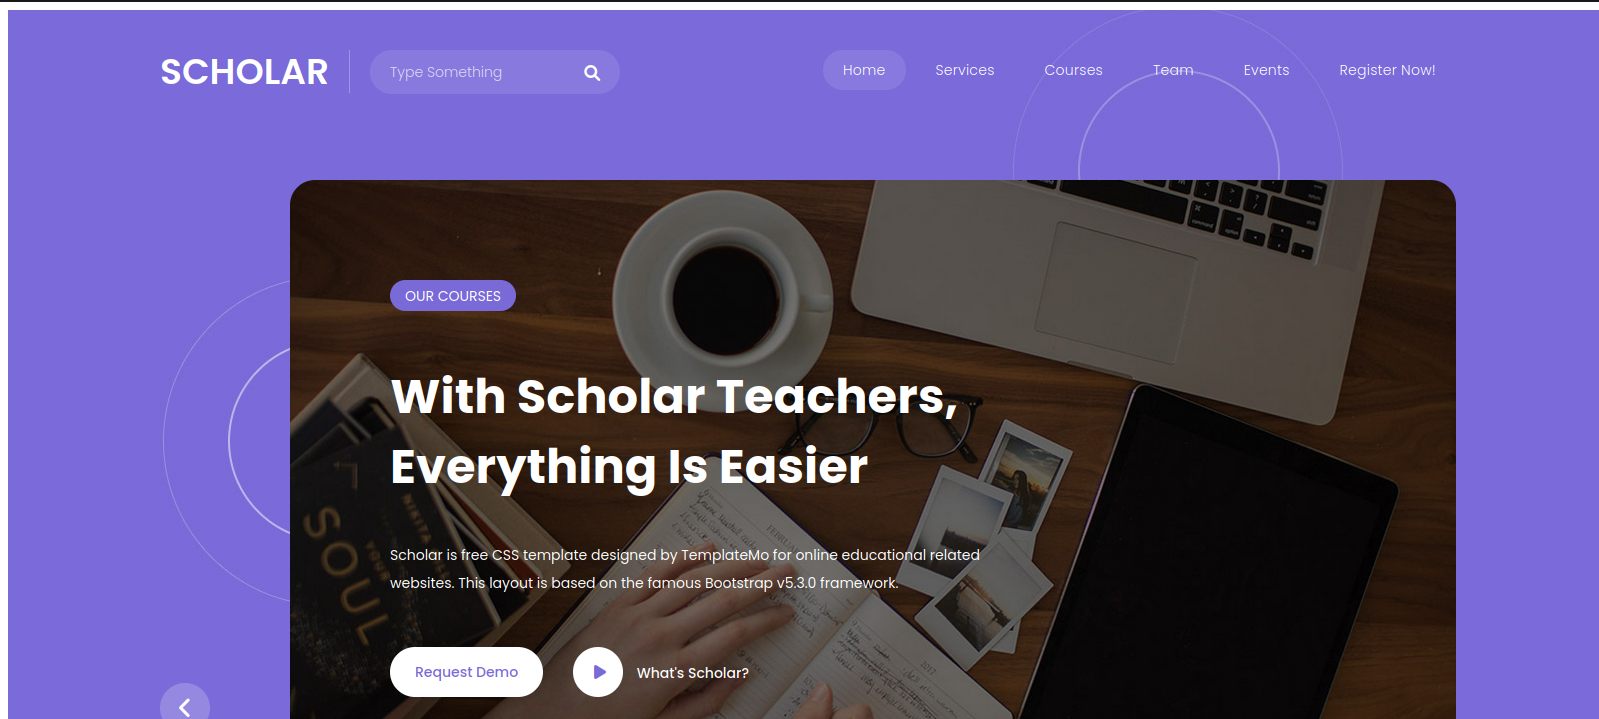 SCHOLAR
Type Something
Home Services Courses Team Events Register Now!
OUR COURSES
With Scholar Teachers,
Everything Is Easier
SOUL
Scholar is free CSS template designed by TemplateMo for online educational related
websites. This layout is based on the famous Bootstrap v5.3.0 framework.
Request Demo
What's Scholar?